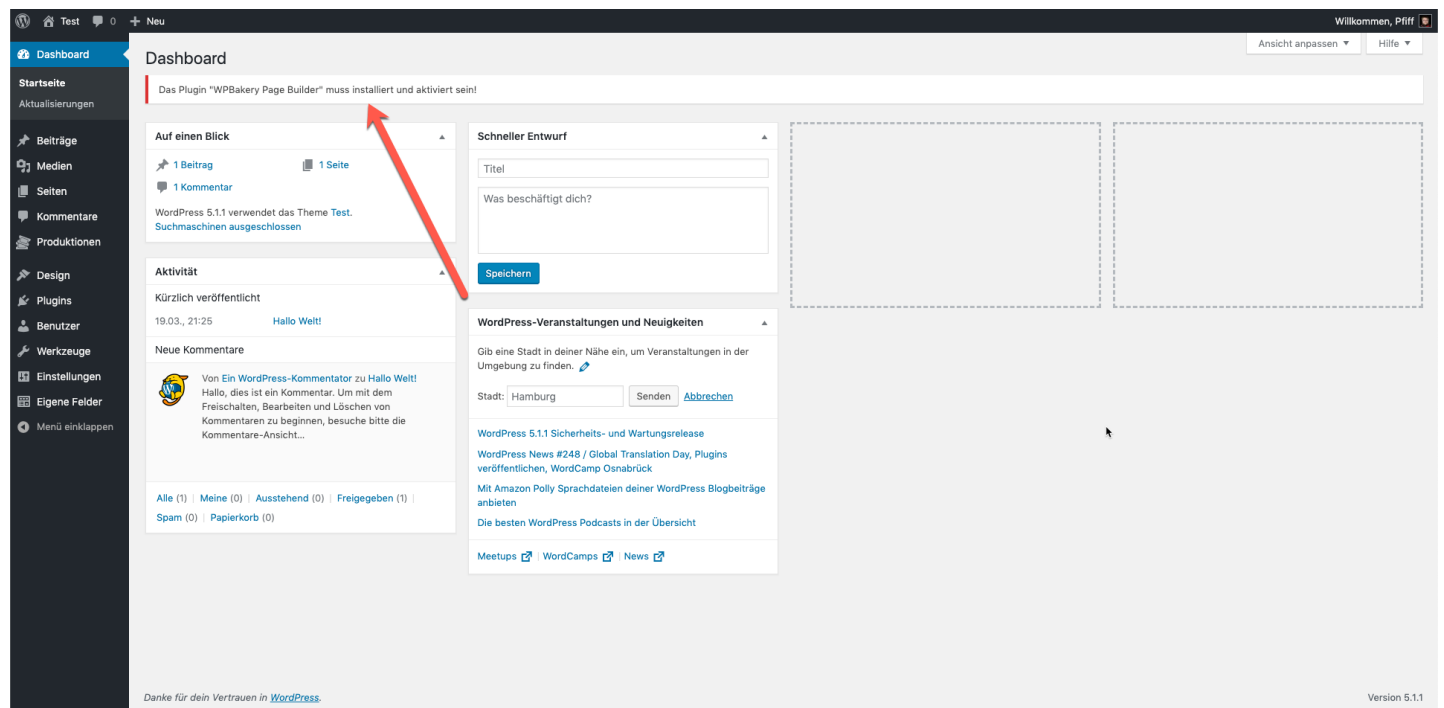 Test 0 Neu Willkommen, Pfiff
Dashboard
Startseite
Aktualisierungen
Beiträge
Medien
Seiten
Kommentare
Produktionen
Design
Plugins
Benutzer
Werkzeuge
Einstellungen
Eigene Felder
Menü einklappen
Ansicht anpassen Hilfe
Dashboard
Das Plugin "WPBakery Page Builder" muss installiert und aktiviert sein!
Auf einen Blick
1 Beitrag 1 Seite
1 Kommentar
WordPress 5.1.1 verwendet das Theme Test.
Suchmaschinen ausgeschlossen
Aktivität
Kürzlich veröffentlicht
19.03., 21:25 Hallo Welt!
Neue Kommentare
Von Ein WordPress-Kommentator zu Hallo Welt!
Hallo, dies ist ein Kommentar. Um mit dem
Freischalten, Bearbeiten und Löschen von
Kommentaren zu beginnen, besuche bitte die
Kommentare-Ansicht...
Alle (1) | Meine (0) | Ausstehend (0) | Freigegeben (1) |
Spam (0) | Papierkorb (0)
Schneller Entwurf
Titel
Was beschäftigt dich?
Speichern
WordPress-Veranstaltungen und Neuigkeiten
Gib eine Stadt in deiner Nähe ein, um Veranstaltungen in der
Umgebung zu finden.
Stadt: Hamburg Senden Abbrechen
WordPress 5.1.1 Sicherheits- und Wartungsrelease
WordPress News #248 / Global Translation Day, Plugins
veröffentlichen, WordCamp Osnabrück
Mit Amazon Polly Sprachdateien deiner WordPress Blogbeiträge
anbieten
Die besten WordPress Podcasts in der Übersicht
Meetups | WordCamps | News
Danke für dein Vertrauen in WordPress. Version 5.1.1